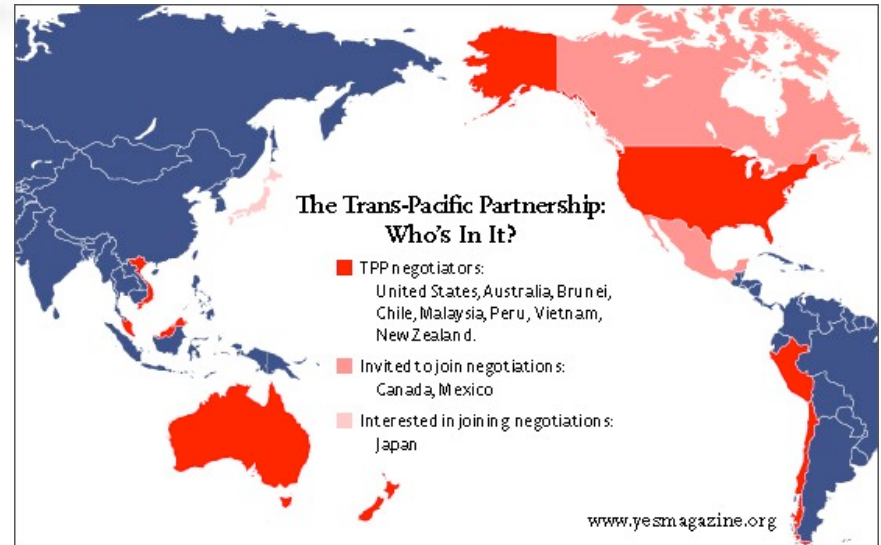 The Trans-Pacific Partnership:
Who's In It?
TPP negotiators:
United States, Australia, Brunei,
Chile, Malaysia, Peru, Vietnam,
New Zealand.
Invited to join negotiations:
Canada, Mexico
Interested in joining negotiations:
Japan
www.yesmagazine.org